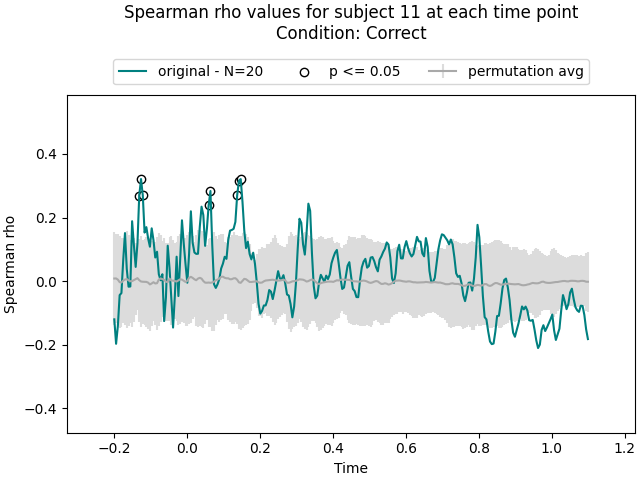 Spearman rho values for subject 11 at each time point
Condition: Correct
original - N=20
p <= 0.05
permutation avg
Spearman rho
0.4
0.2
0.0
−0.2
−0.4
−0.2
0.0
0.2
0.4
0.6
0.8
1.0
1.2
Time